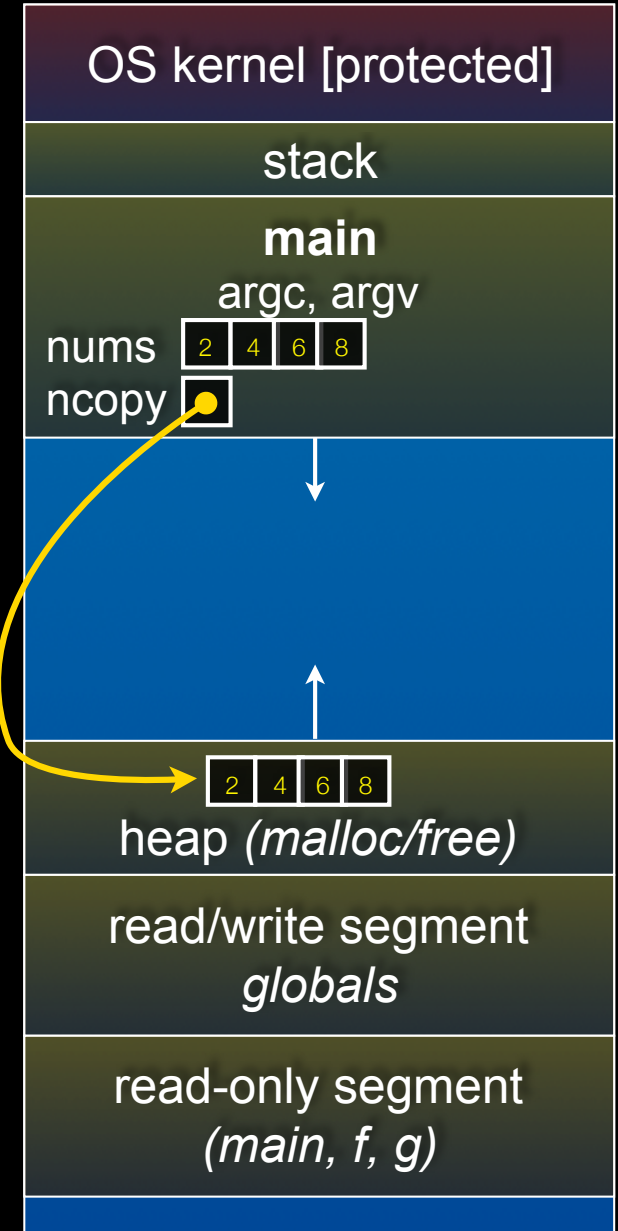 OS kernel [protected]
stack
main
argc, argv
nums 2 4 6 8
ncopy
2 4 6 8
heap (malloc/free)
read/write segment
globals
read-only segment
(main, f, g)